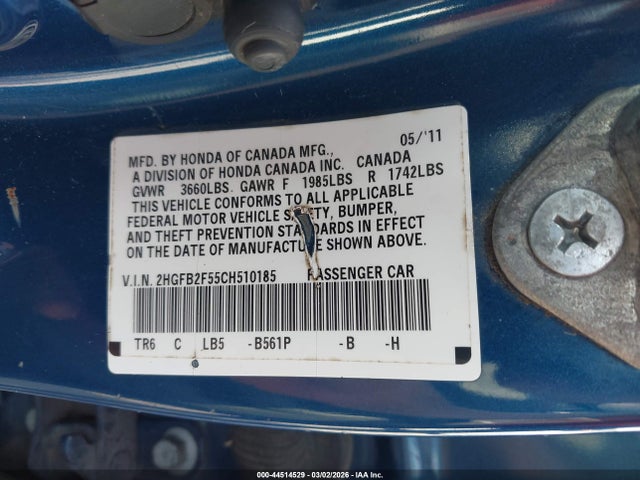 05/'11
MFD. BY HONDA OF CANADA MFG.,
A DIVISION OF HONDA CANADA INC. CANADA
GVWR 3660LBS. GAWR F 1985LBS R 1742LBS
THIS VEHICLE CONFORMS TO ALL APPLICABLE
FEDERAL MOTOR VEHICLE BUMPER,
AND THEFT PREVENTION STANDARDS IN EFFECT
ON THE DATE OF MANUFACTURE SHOWN ABOVE.
V.I.N. 2HGFB2F55CH510185 PASSENGER CAR
TR6 C LB5 -B561P -B -H
000-44514529 - 03/02/2026 - IAA Inc.